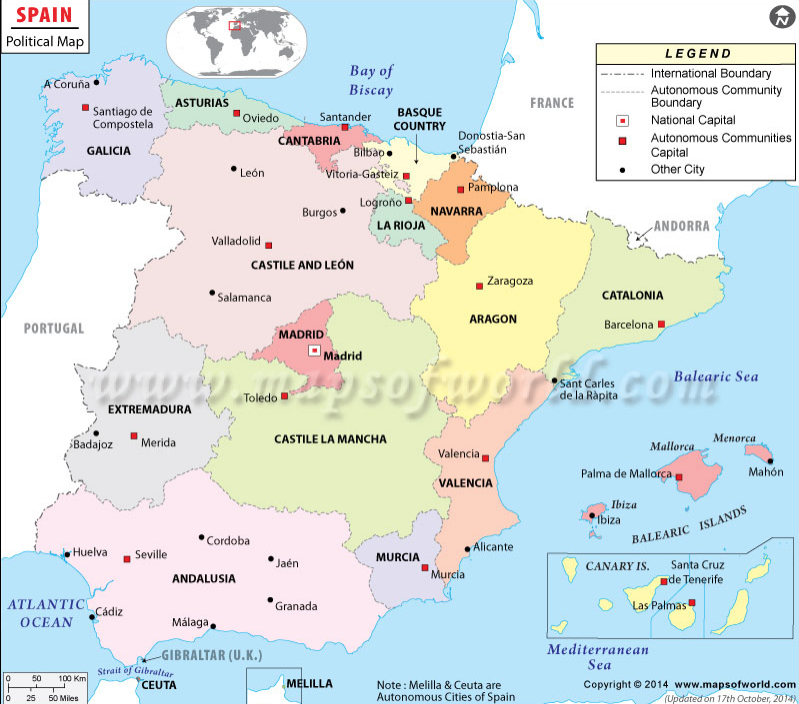 SPAIN
Political Map
Bay of
Biscay
FRANCE
LEGEND
International Boundary
Autonomous Community
Boundary
National Capital
Autonomous Communities
Capital
Other City
A Coruña
Santiago de
Compostela
GALICIA
ASTURIAS
Oviedo
Santander
CANTABRIA
BASQUE
COUNTRY
Bilbao
Donostia-San
Sebastián
Vitoria-Gasteiz
Pamplona
NAVARRA
Logroño
LA RIOJA
León
Burgos
Valladolid
CASTILE AND LEÓN
Salamanca
ANDORRA
Zaragoza
ARAGON
CATALONIA
Barcelona
PORTUGAL
MADRID
Madrid
www.mapsofworld.com
Toledo
CASTILE LA MANCHA
EXTREMADURA
Badajoz
Merida
Sant Carles
de la Ràpita
Balearic Sea
Valencia
VALENCIA
Mallorca
Menorca
Palma de Mallorca
Mahón
Ibiza
Ibiza
BALEARIC ISLANDS
Huelva
Seville
Cordoba
Jaén
ANDALUSIA
Granada
Málaga
Cádiz
MURCIA
Murcia
Alicante
ATLANTIC
OCEAN
CANARY IS.
Santa Cruz
de Tenerife
Las Palmas
GIBRALTAR (U.K.)
Strait of Gibraltar
CEUTA
MELILLA
Mediterranean
Sea
0 50 100 Km
0 25 50 Miles
Note : Melilla & Ceuta are
Autonomous Cities of Spain
Copyright © 2014 www.mapsofworld.com
(Updated on 17th October, 2014)
N